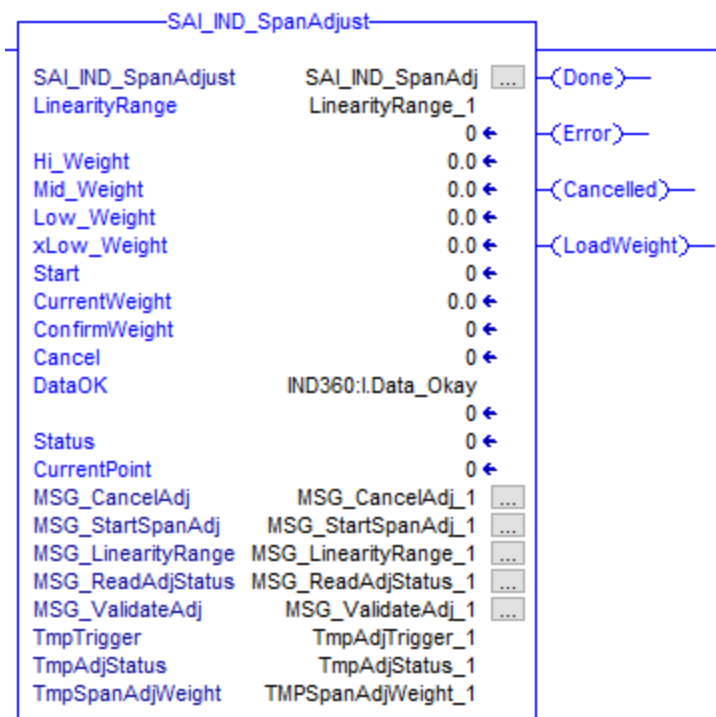 SAI_IND_SpanAdjust
SAI_IND_SpanAdjust SAI_IND_SpanAdj ... (Done)
LinearityRange LinearityRange_1
0 (Error)
Hi_Weight 0.0
Mid_Weight 0.0 (Cancelled)
Low_Weight 0.0
xLow_Weight 0.0 (LoadWeight)
Start 0
CurrentWeight 0.0
ConfirmWeight 0
Cancel 0
DataOK IND360:I.Data_Okay
0
Status 0
CurrentPoint 0
MSG_CancelAdj MSG_CancelAdj_1 ...
MSG_StartSpanAdj MSG_StartSpanAdj_1 ...
MSG_LinearityRange MSG_LinearityRange_1 ...
MSG_ReadAdjStatus MSG_ReadAdjStatus_1 ...
MSG_ValidateAdj MSG_ValidateAdj_1 ...
TmpTrigger TmpAdjTrigger_1
TmpAdjStatus TmpAdjStatus_1
TmpSpanAdjWeight TMPSpanAdjWeight_1